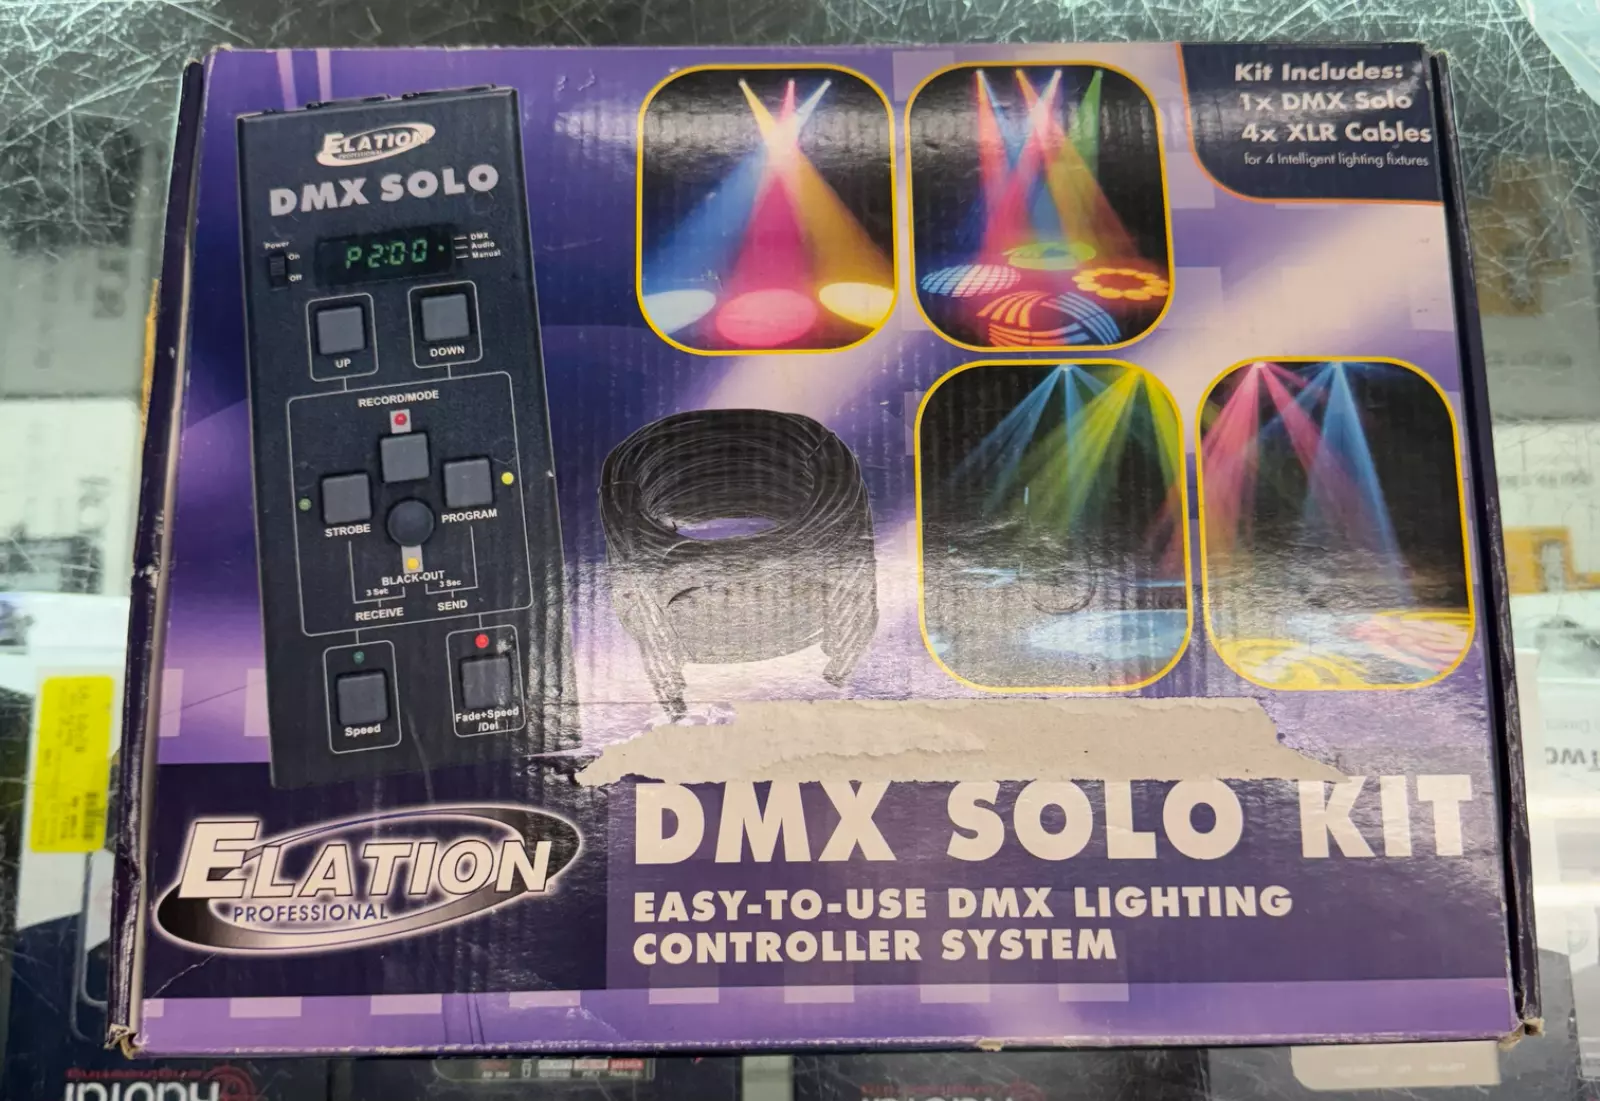 ELATION
PROFESSIONAL
DMX SOLO
Power
On
Off
P2:00
DMX
Audio
Manual
UP
DOWN
RECORD/MODE
STROBE
PROGRAM
BLACK-OUT
3 Sec
3 Sec
RECEIVE
SEND
Speed
Fade+Speed
/Del
Kit Includes:
1x DMX Solo
4x XLR Cables
for 4 Intelligent lighting fixtures
ELATION
PROFESSIONAL
DMX SOLO KIT
EASY-TO-USE DMX LIGHTING
CONTROLLER SYSTEM